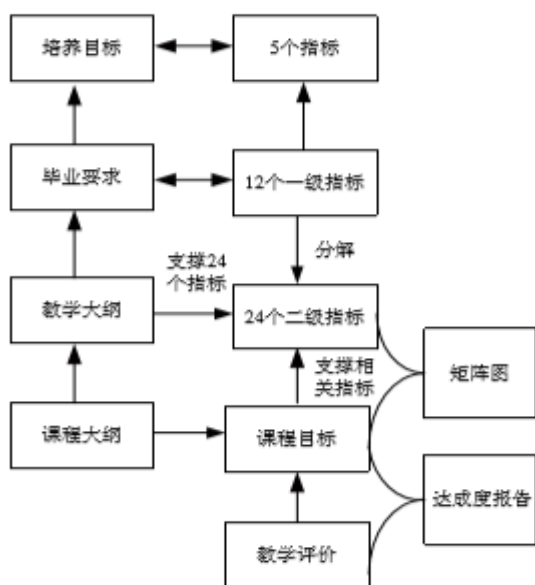 培养目标
5个指标
毕业要求
12个一级指标
支撑24
个指标
分解
教学大纲
24个二级指标
支撑相
关指标
矩阵图
课程大纲
课程目标
达成度报告
教学评价